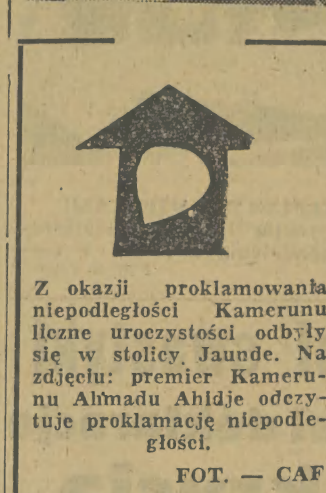 Z okazji proklamowania
niepodległości Kamerunu
liczne uroczystości odbyły
się w stolicy. Jaunde. Na
zdjęciu: premier Kameru-
nu Ahmadu Ahidje odczy-
tuje proklamację niepodle-
głości.
FOT. — CAF